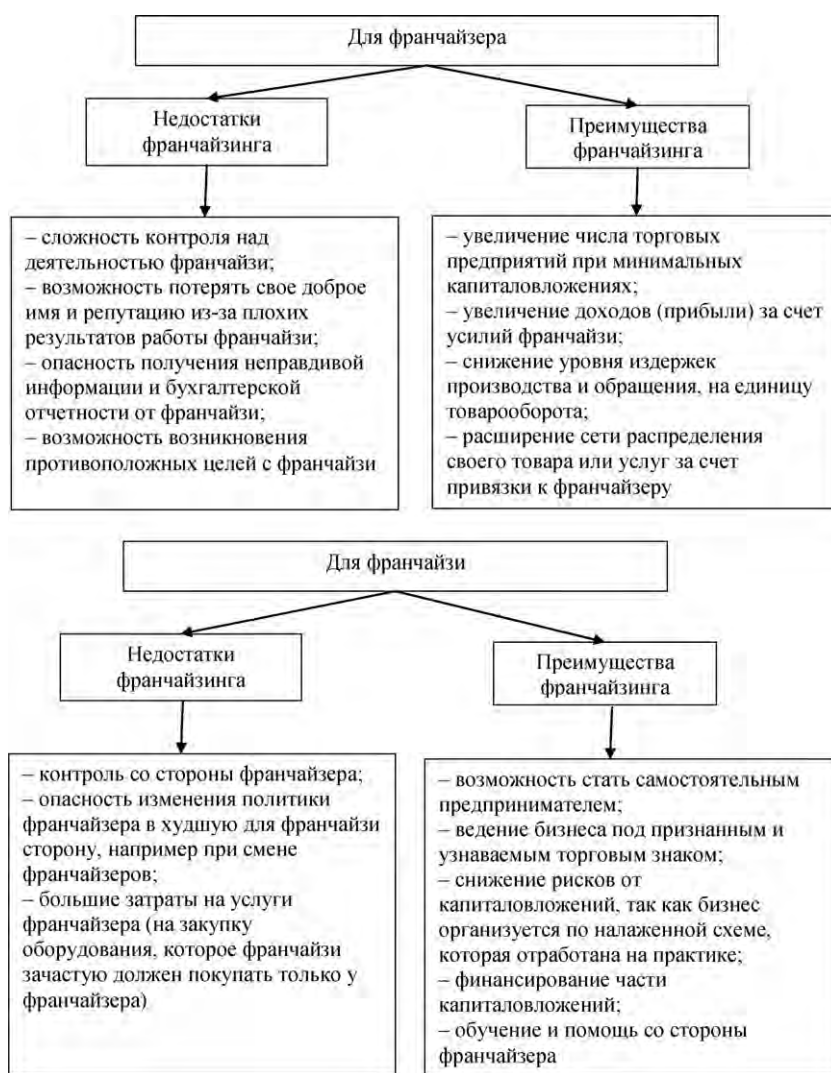 Для франчайзера
Недостатки
франчайзинга
Преимущества
франчайзинга
– сложность контроля над
деятельностью франчайзи;
– возможность потерять свое доброе
имя и репутацию из-за плохих
результатов работы франчайзи;
– опасность получения неправдивой
информации и бухгалтерской
отчетности от франчайзи;
– возможность возникновения
противоположных целей с франчайзи
– увеличение числа торговых
предприятий при минимальных
капиталовложениях;
– увеличение доходов (прибыли) за счет
усилий франчайзи;
– снижение уровня издержек
производства и обращения, на единицу
товарооборота;
– расширение сети распределения
своего товара или услуг за счет
привязки к франчайзеру
Для франчайзи
Недостатки
франчайзинга
Преимущества
франчайзинга
– контроль со стороны франчайзера;
– опасность изменения политики
франчайзера в худшую для франчайзи
сторону, например при смене
франчайзеров;
– большие затраты на услуги
франчайзера (на закупку
оборудования, которое франчайзи
зачастую должен покупать только у
франчайзера)
– возможность стать самостоятельным
предпринимателем;
– ведение бизнеса под признанным и
узнаваемым торговым знаком;
– снижение рисков от
капиталовложений, так как бизнес
организуется по налаженной схеме,
которая отработана на практике;
– финансирование части
капиталовложений;
– обучение и помощь со стороны
франчайзера